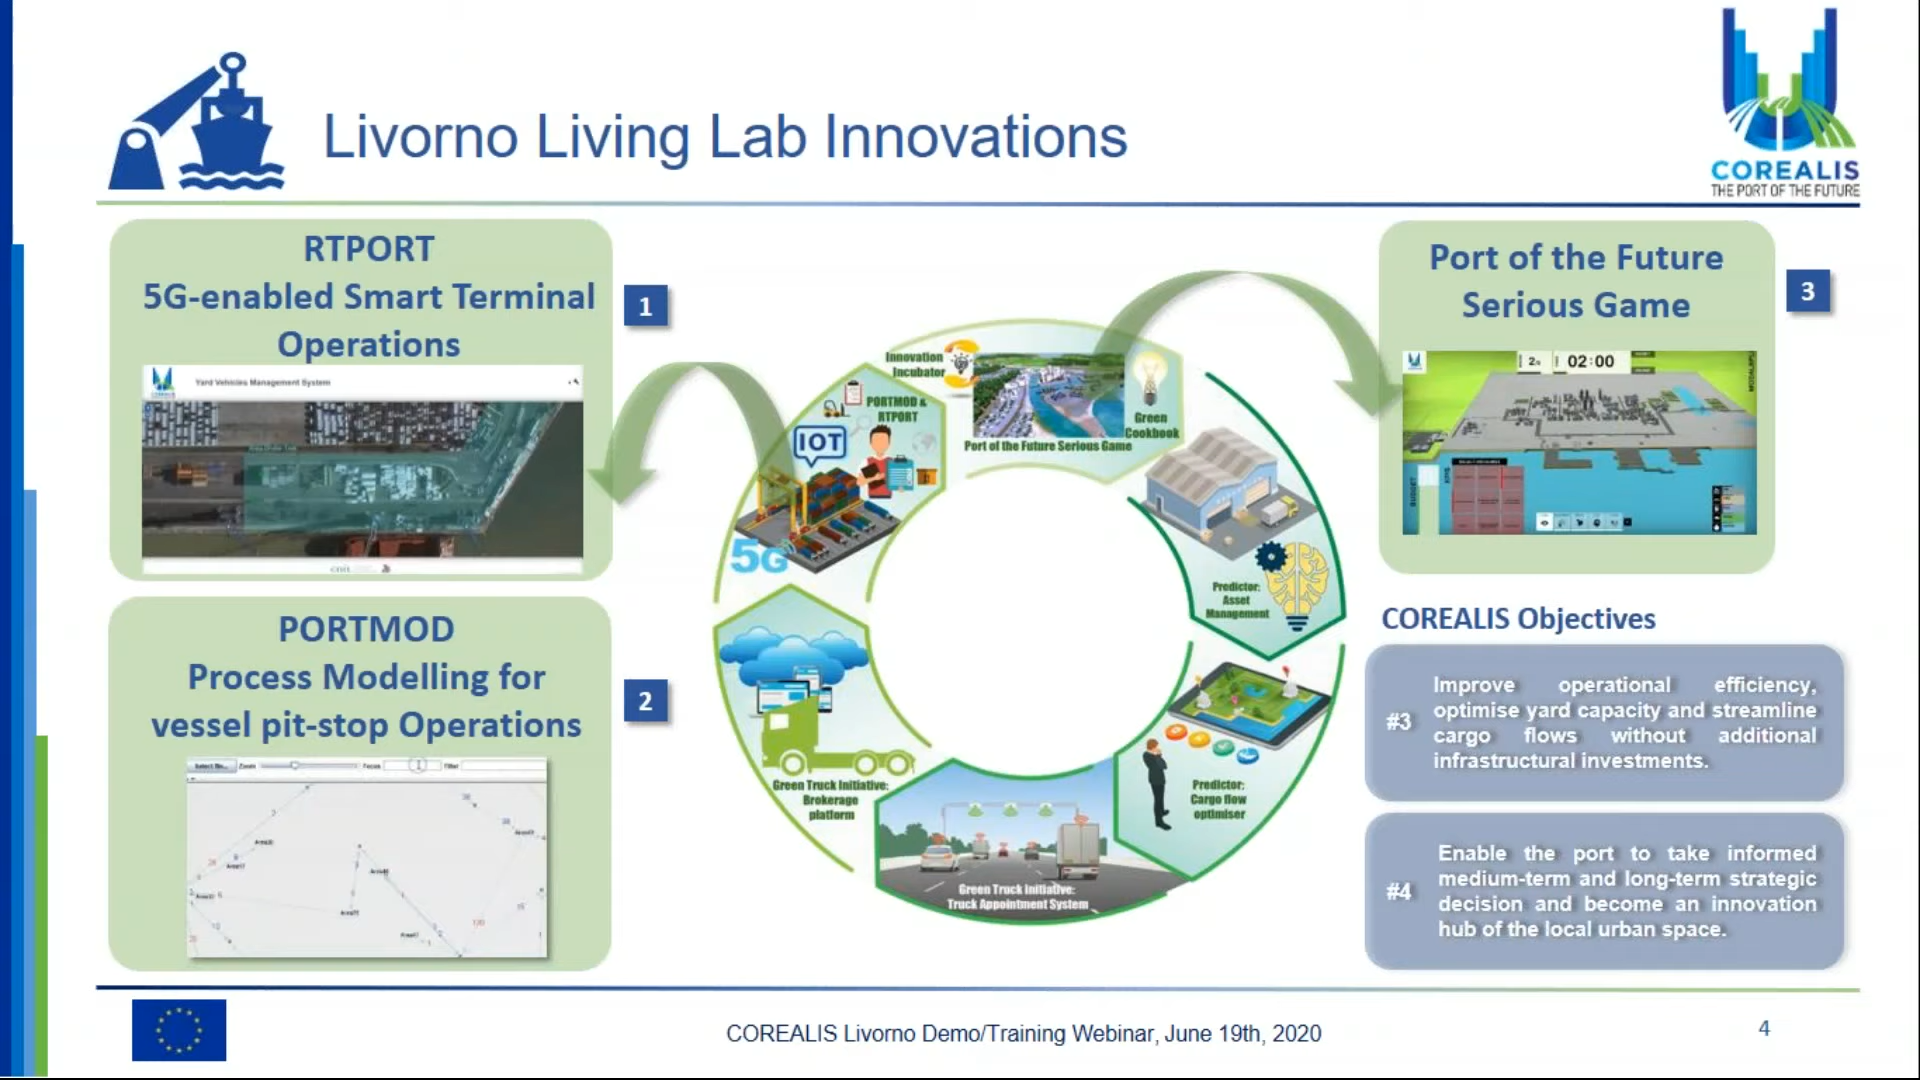 Livorno Living Lab Innovations
COREALIS
THE PORT OF THE FUTURE
RTPORT
5G-enabled Smart Terminal
Operations
1
Yard Vehicles Management System
PORTMOD
Process Modelling for
vessel pit-stop Operations
2
Zoom
Focus
Filter
Innovation
Incubator
PORTMOD &
RTPORT
IOT
5G
Port of the Future Serious Game
Green
Cookbook
Predictor:
Asset
Management
Predictor:
Cargo flow
optimiser
Green Truck Initiative:
Truck Appointment System
Green Truck Initiative:
Brokerage
platform
Port of the Future
Serious Game
3
02:00
BUDGET
COREALIS Objectives
#3
Improve operational efficiency,
optimise yard capacity and streamline
cargo flows without additional
infrastructural investments.
#4
Enable the port to take informed
medium-term and long-term strategic
decision and become an innovation
hub of the local urban space.
COREALIS Livorno Demo/Training Webinar, June 19th, 2020
4